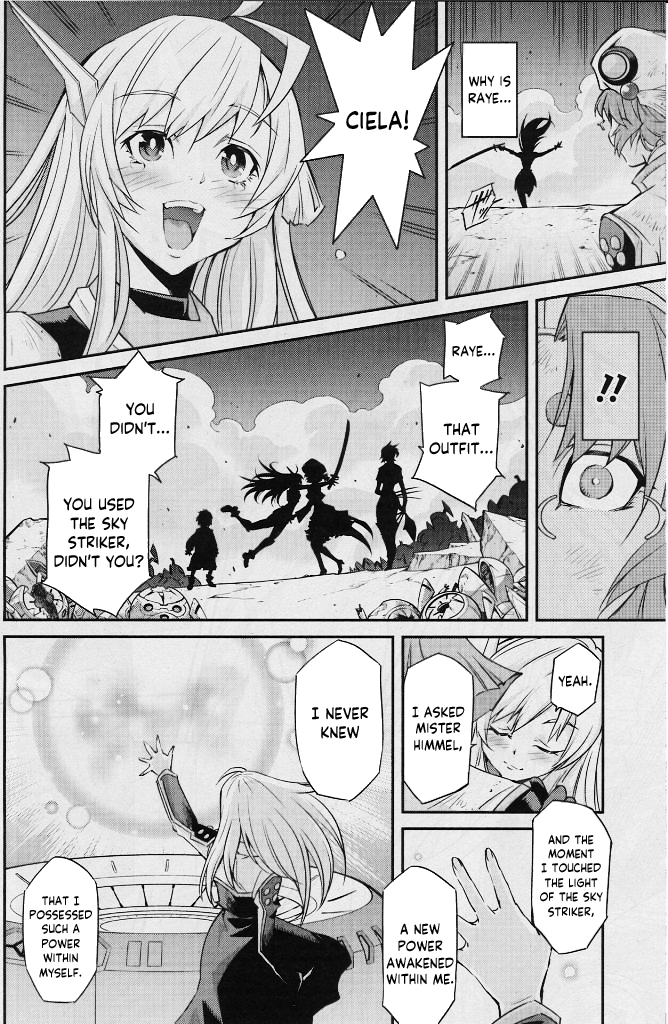 WHY IS
RAYE...
CIELA!
!!
RAYE...
THAT
OUTFIT...
YOU
DIDN'T...
YOU USED
THE SKY
STRIKER,
DIDN'T YOU?
YEAH.
I ASKED
MISTER
HIMMEL,
AND THE
MOMENT
I TOUCHED
THE LIGHT
OF THE SKY
STRIKER,
A NEW
POWER
AWAKENED
WITHIN ME.
I NEVER
KNEW
THAT I
POSSESSED
SUCH A
POWER
WITHIN
MYSELF.